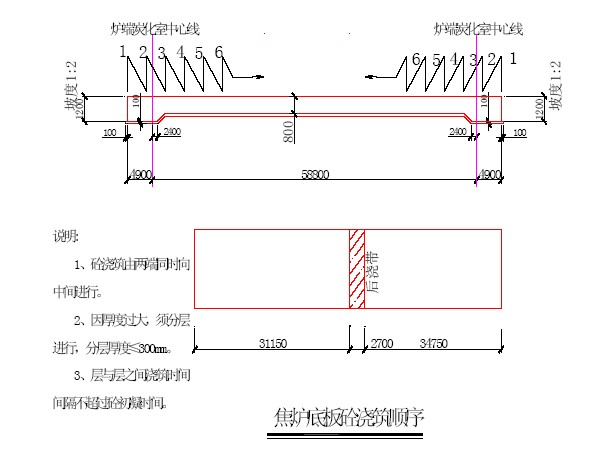 炉端炭化室中心线 炉端炭化室中心线
1 2 3 4 5 6 6 5 4 3 2 1
坡度1:2 坡度1:2
1200 100 100 1200
100 2400 800 2400 100
4900 58800 4900
说明:
1、砼浇筑由两端同时向
中间进行。
2、因厚度过大，须分层
进行，分层厚度≤300mm。
3、层与层之间浇筑时间
间隔不超过砼初凝时间。
后浇带
31150 2700 34750
焦炉底板砼浇筑顺序